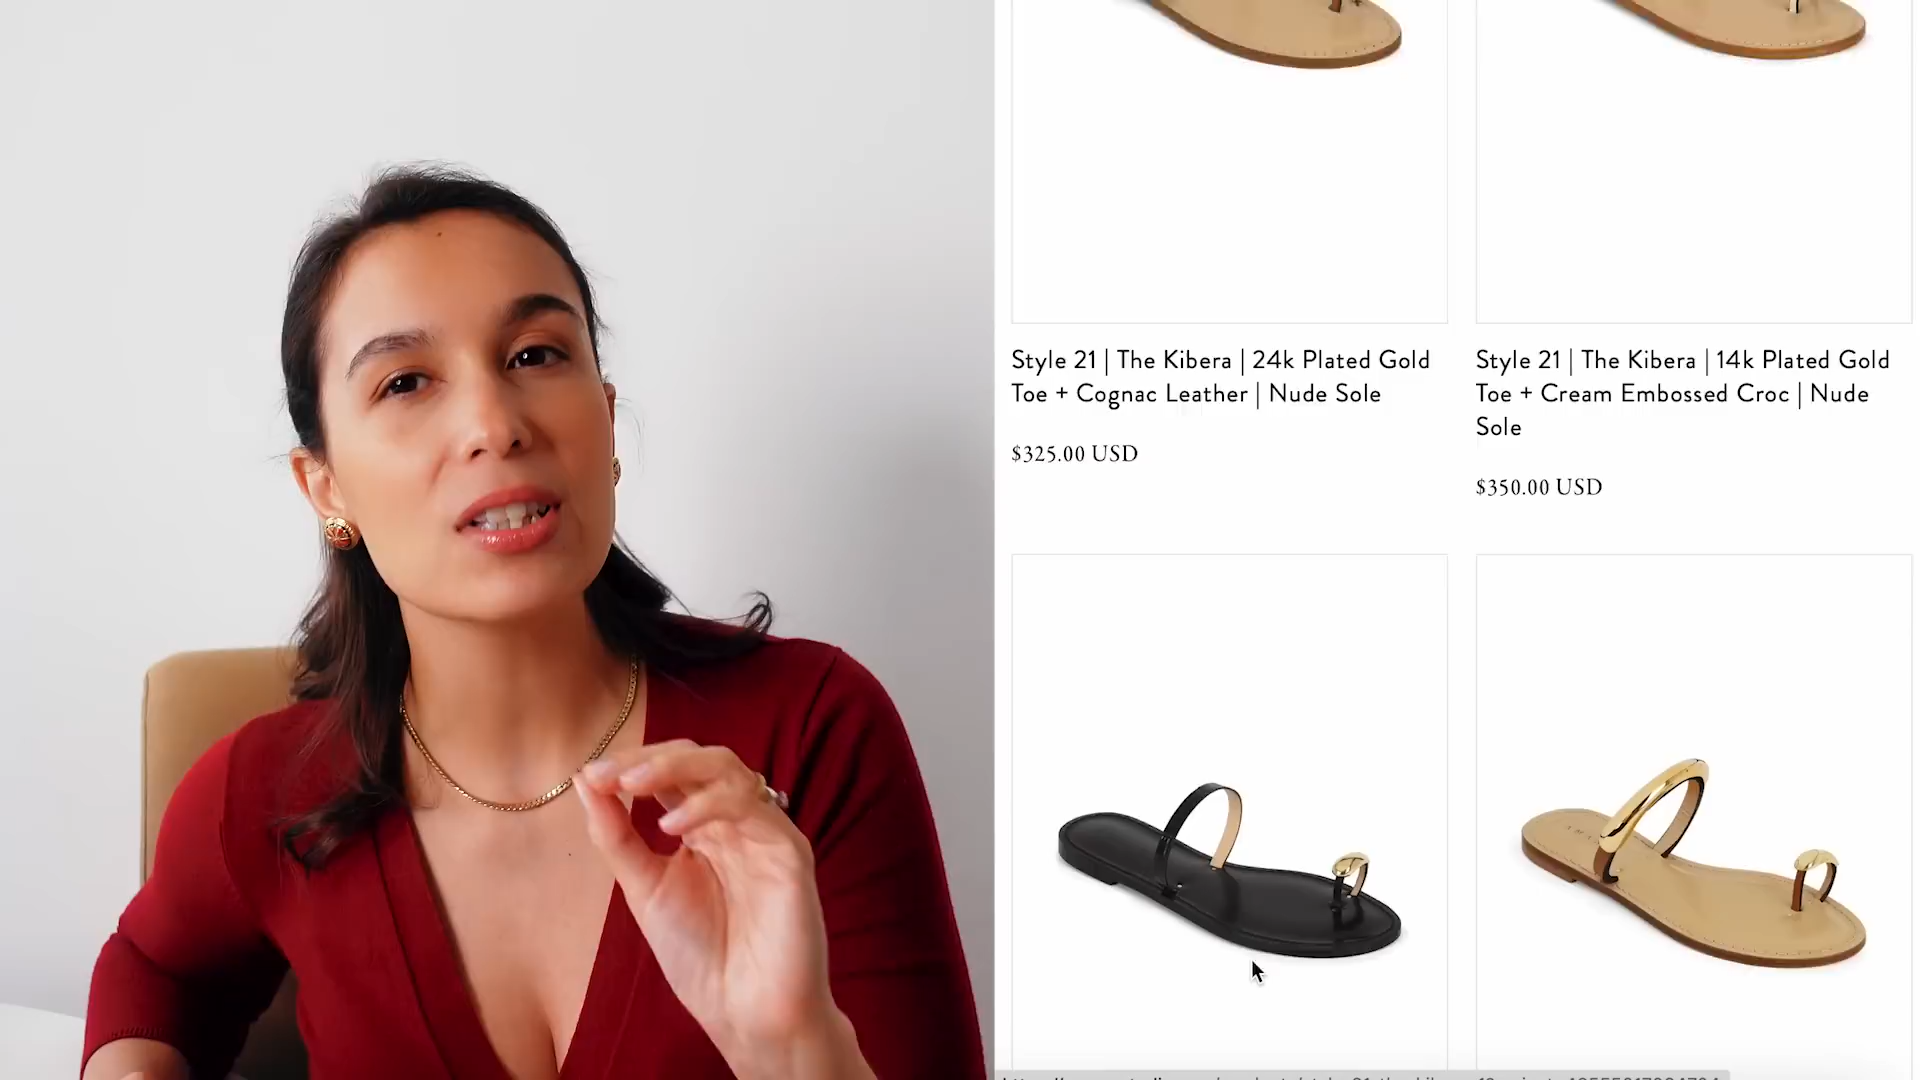 Style 21 | The Kibera | 24k Plated Gold
Toe + Cognac Leather | Nude Sole
$325.00 USD
Style 21 | The Kibera | 14k Plated Gold
Toe + Cream Embossed Croc | Nude
Sole
$350.00 USD